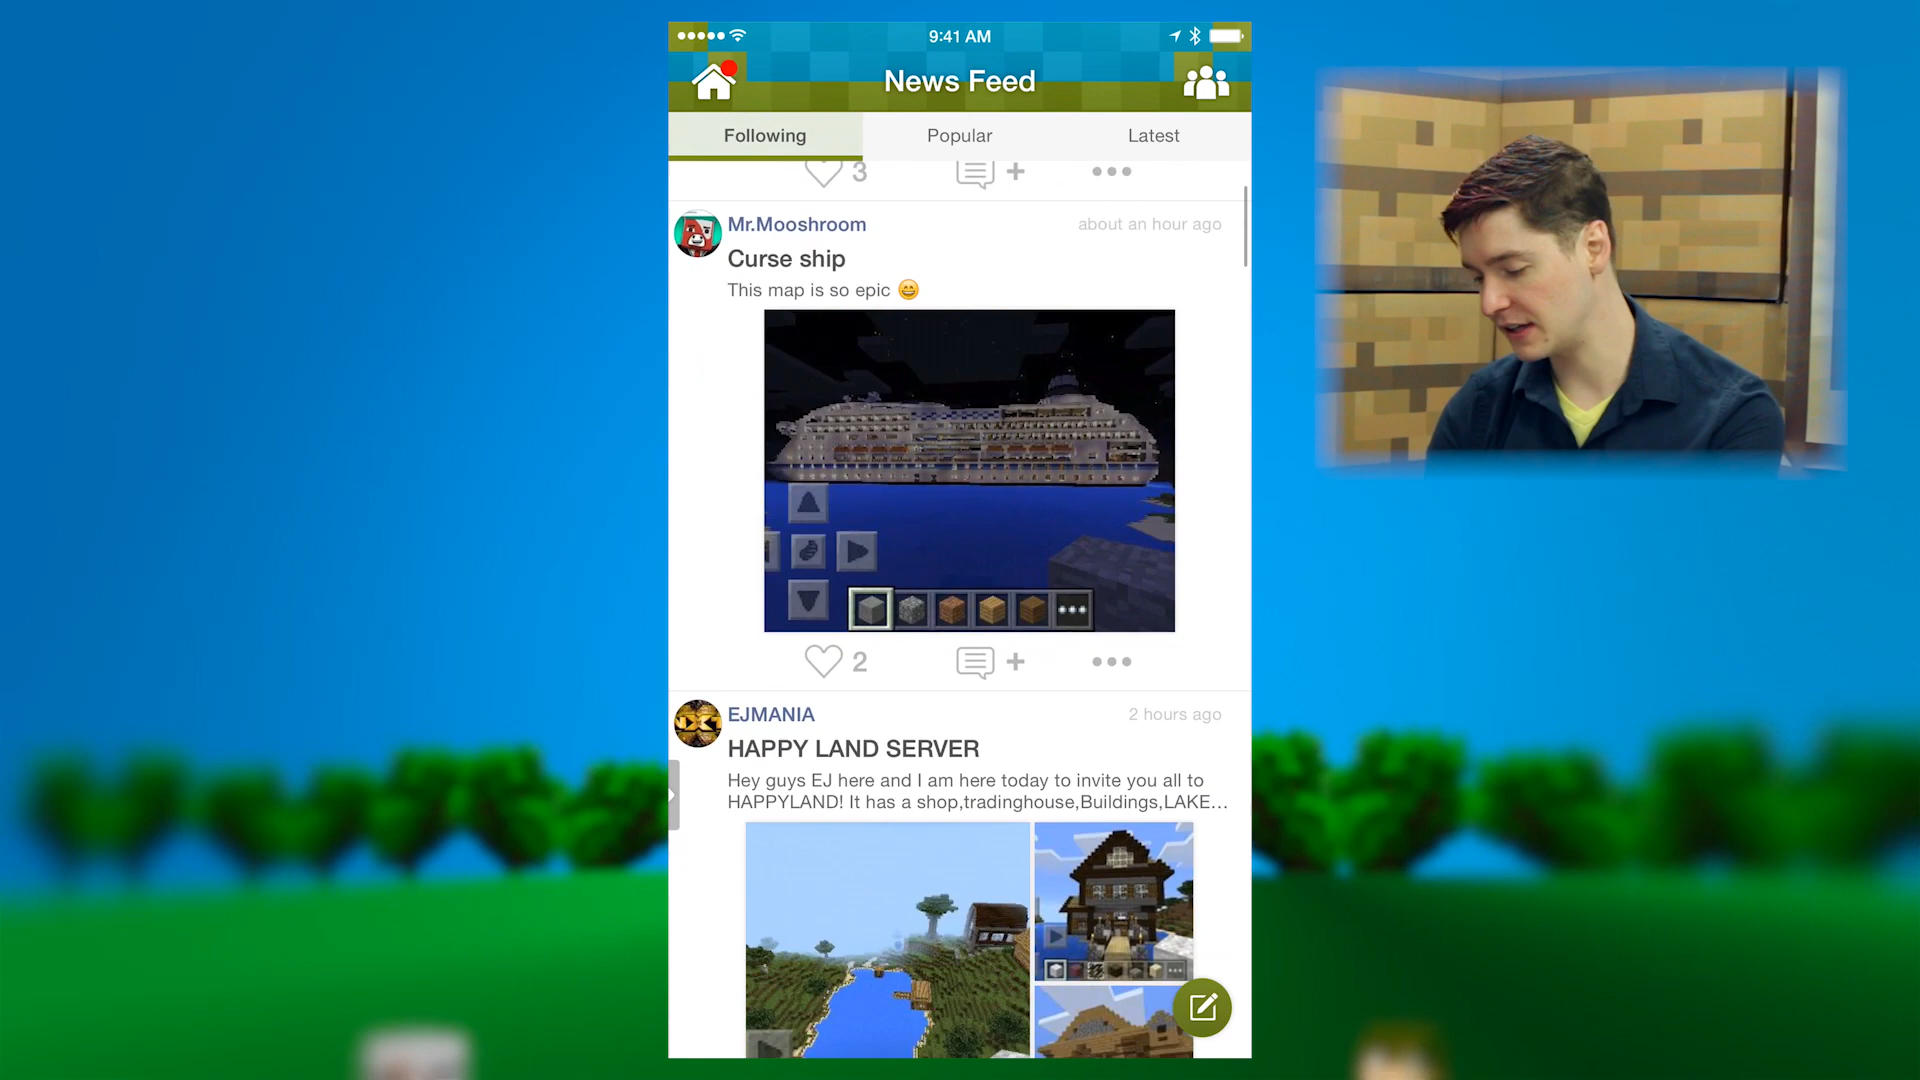 9:41 AM
News Feed
Following Popular Latest
3 +
Mr.Mooshroom about an hour ago
Curse ship
This map is so epic 😄
2 +
EJMANIA 2 hours ago
HAPPY LAND SERVER
Hey guys EJ here and I am here today to invite you all to
HAPPYLAND! It has a shop,tradinghouse,Buildings,LAKE...